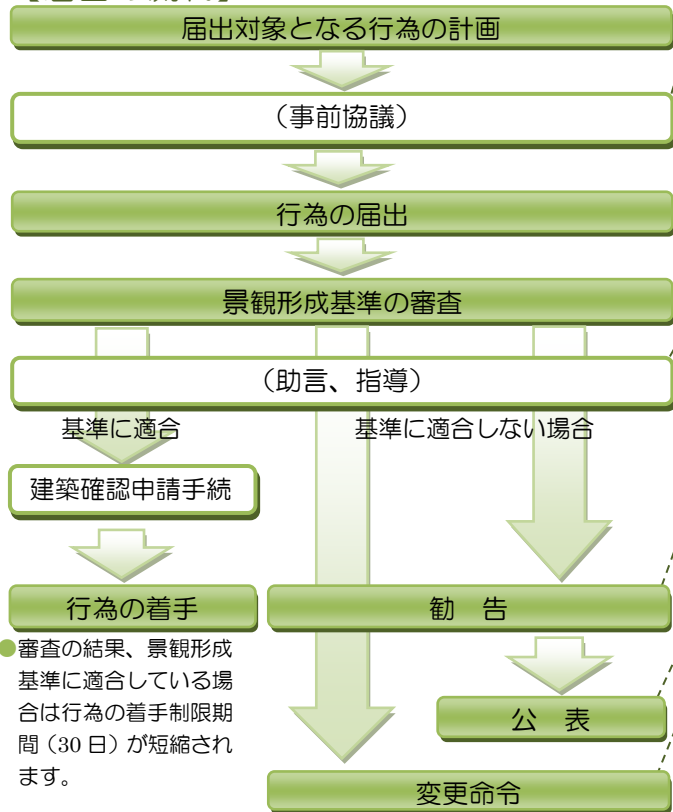 届出対象となる行為の計画
（事前協議）
行為の届出
景観形成基準の審査
（助言、指導）
基準に適合
基準に適合しない場合
建築確認申請手続
行為の着手
勧　告
●審査の結果、景観形成
基準に適合している場
合は行為の着手制限期
間（30 日）が短縮され
ます。
公　表
変更命令